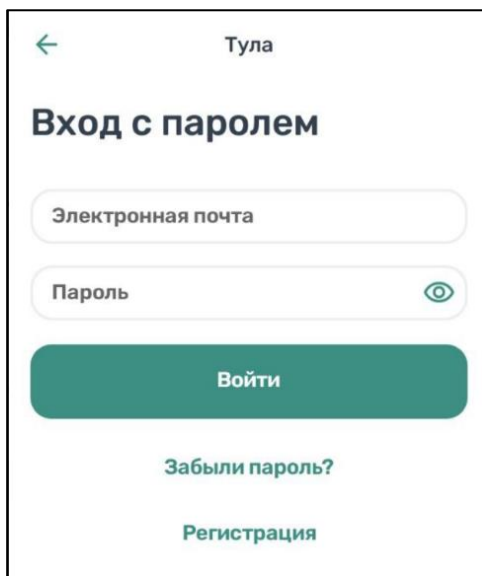 Тула
Вход с паролем
Электронная почта
Пароль
Войти
Забыли пароль?
Регистрация